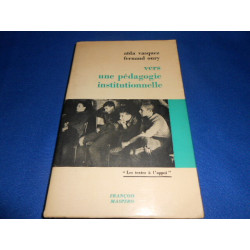 aïda vasquez
fernand oury
vers
une pédagogie
institutionnelle
" Les textes à l'appui "
FRANÇOIS
MASPERO